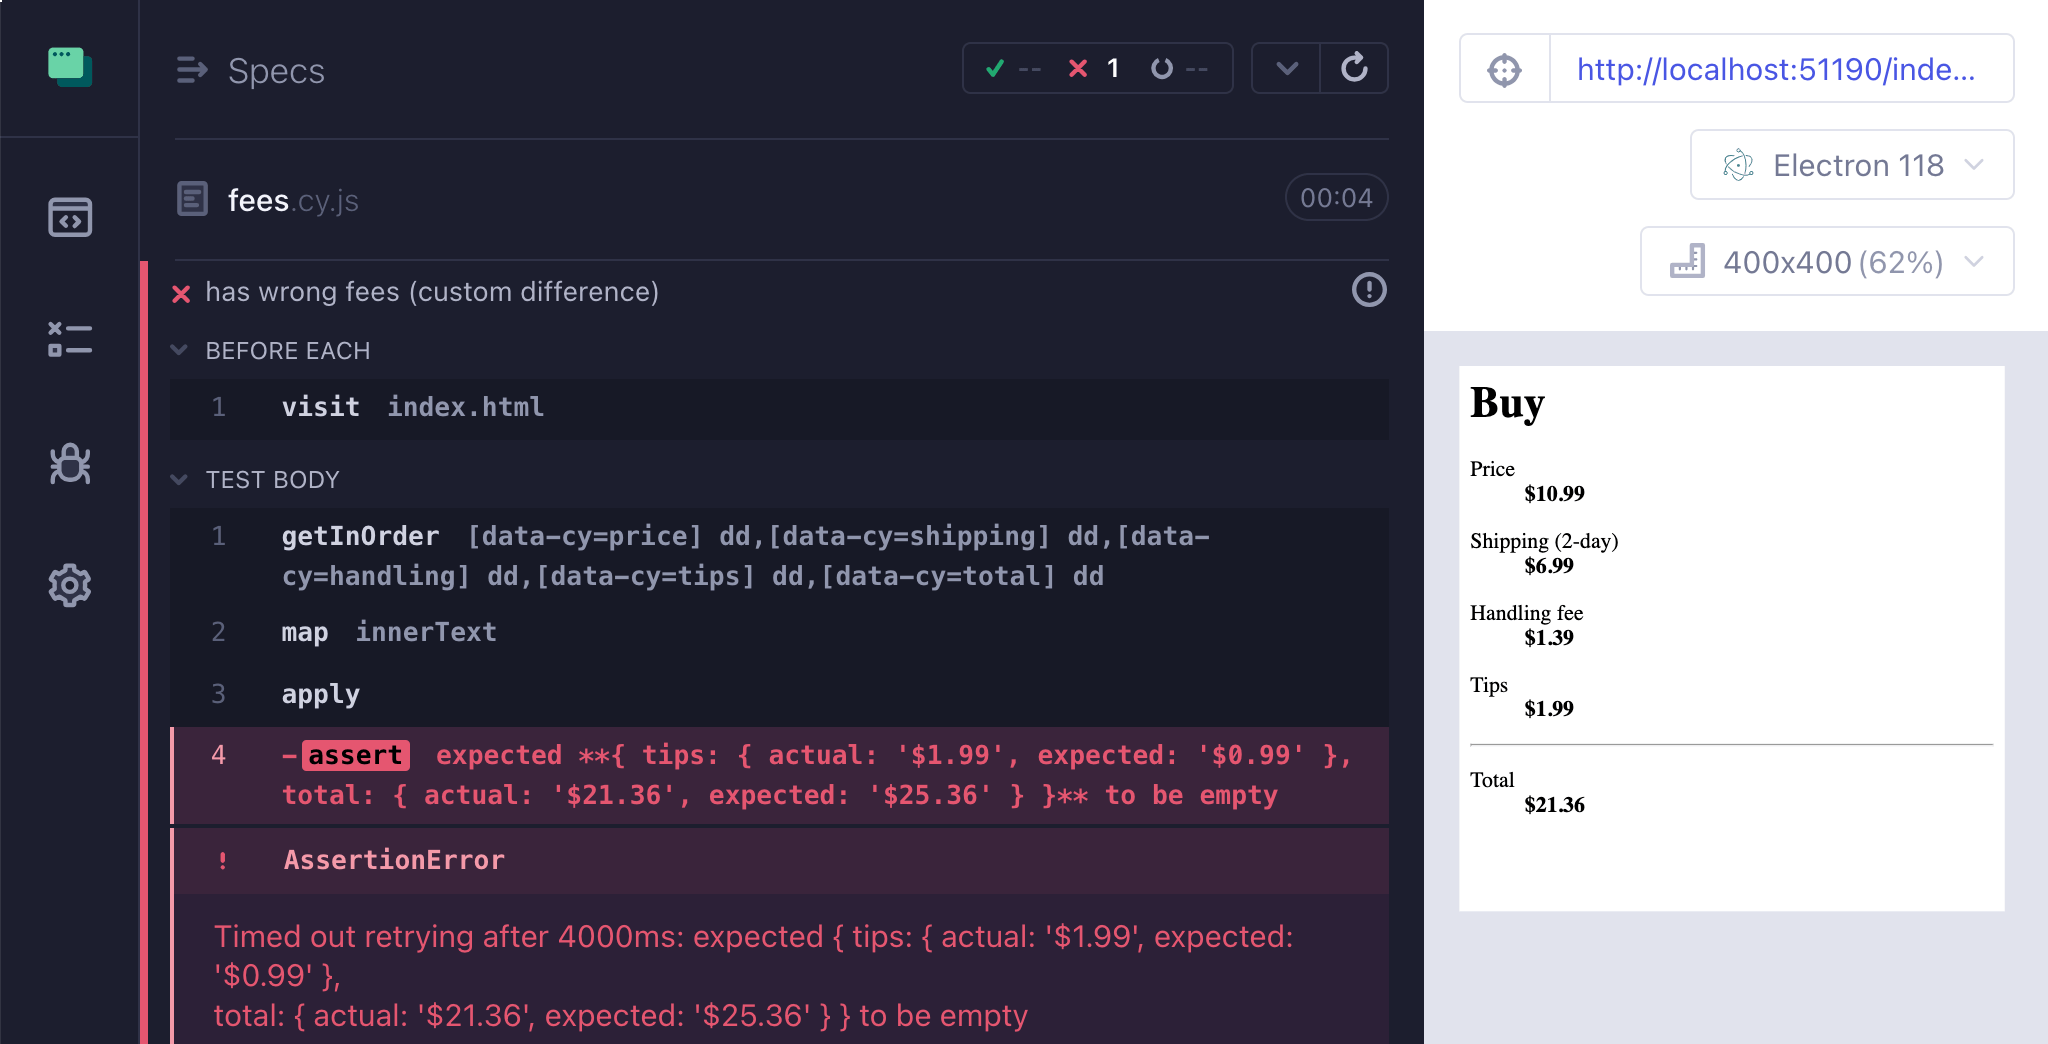 Specs
-- 1 --
fees.cy.js
00:04
has wrong fees (custom difference)
BEFORE EACH
1 visit index.html
TEST BODY
1 getInOrder [data-cy=price] dd,[data-cy=shipping] dd,[data-
cy=handling] dd,[data-cy=tips] dd,[data-cy=total] dd
2 map innerText
3 apply
4 -assert expected **{ tips: { actual: '$1.99', expected: '$0.99' },
total: { actual: '$21.36', expected: '$25.36' } }** to be empty
! AssertionError
Timed out retrying after 4000ms: expected { tips: { actual: '$1.99', expected:
'$0.99' },
total: { actual: '$21.36', expected: '$25.36' } } to be empty
http://localhost:51190/inde...
Electron 118
400x400 (62%)
Buy
Price
$10.99
Shipping (2-day)
$6.99
Handling fee
$1.39
Tips
$1.99
Total
$21.36